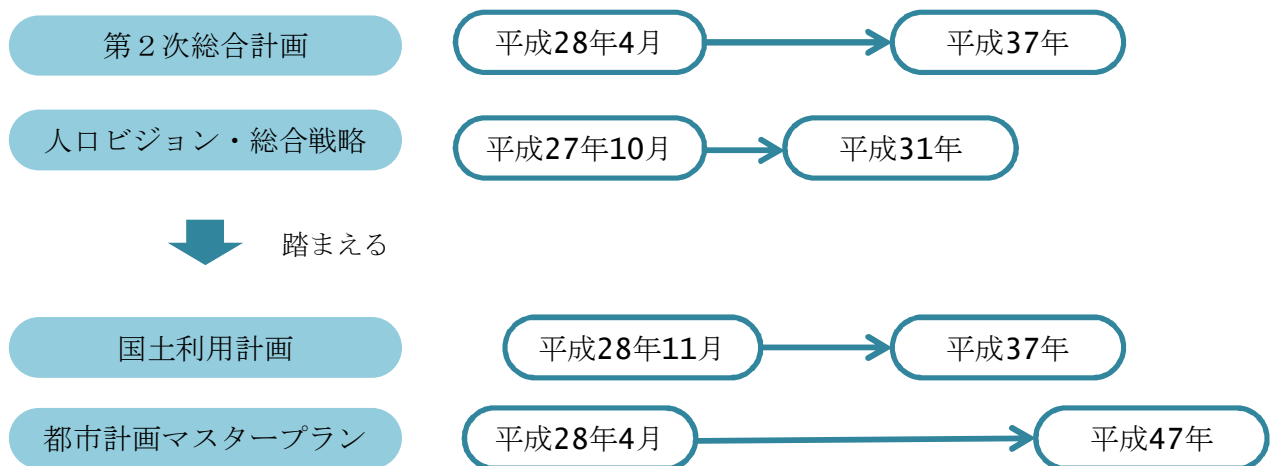 第２次総合計画 平成28年4月 平成37年
人口ビジョン・総合戦略 平成27年10月 平成31年
踏まえる
国土利用計画 平成28年11月 平成37年
都市計画マスタープラン 平成28年4月 平成47年